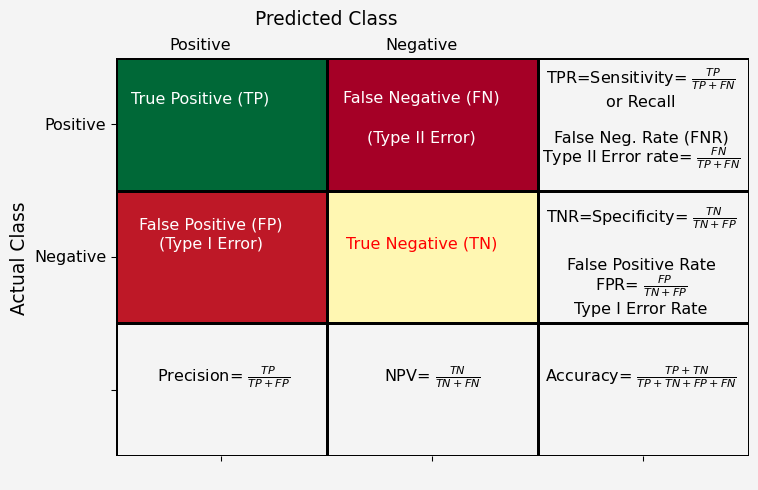 Predicted Class
Positive Negative
Actual Class
Positive
True Positive (TP)
False Negative (FN)
(Type II Error)
TPR=Sensitivity= TP/TP+FN
or Recall
False Neg. Rate (FNR)
Type II Error rate= FN/TP+FN
Negative
False Positive (FP)
(Type I Error)
True Negative (TN)
TNR=Specificity= TN/TN+FP
False Positive Rate
FPR= FP/TN+FP
Type I Error Rate
Precision= TP/TP+FP
NPV= TN/TN+FN
Accuracy= TP+TN/TP+TN+FP+FN